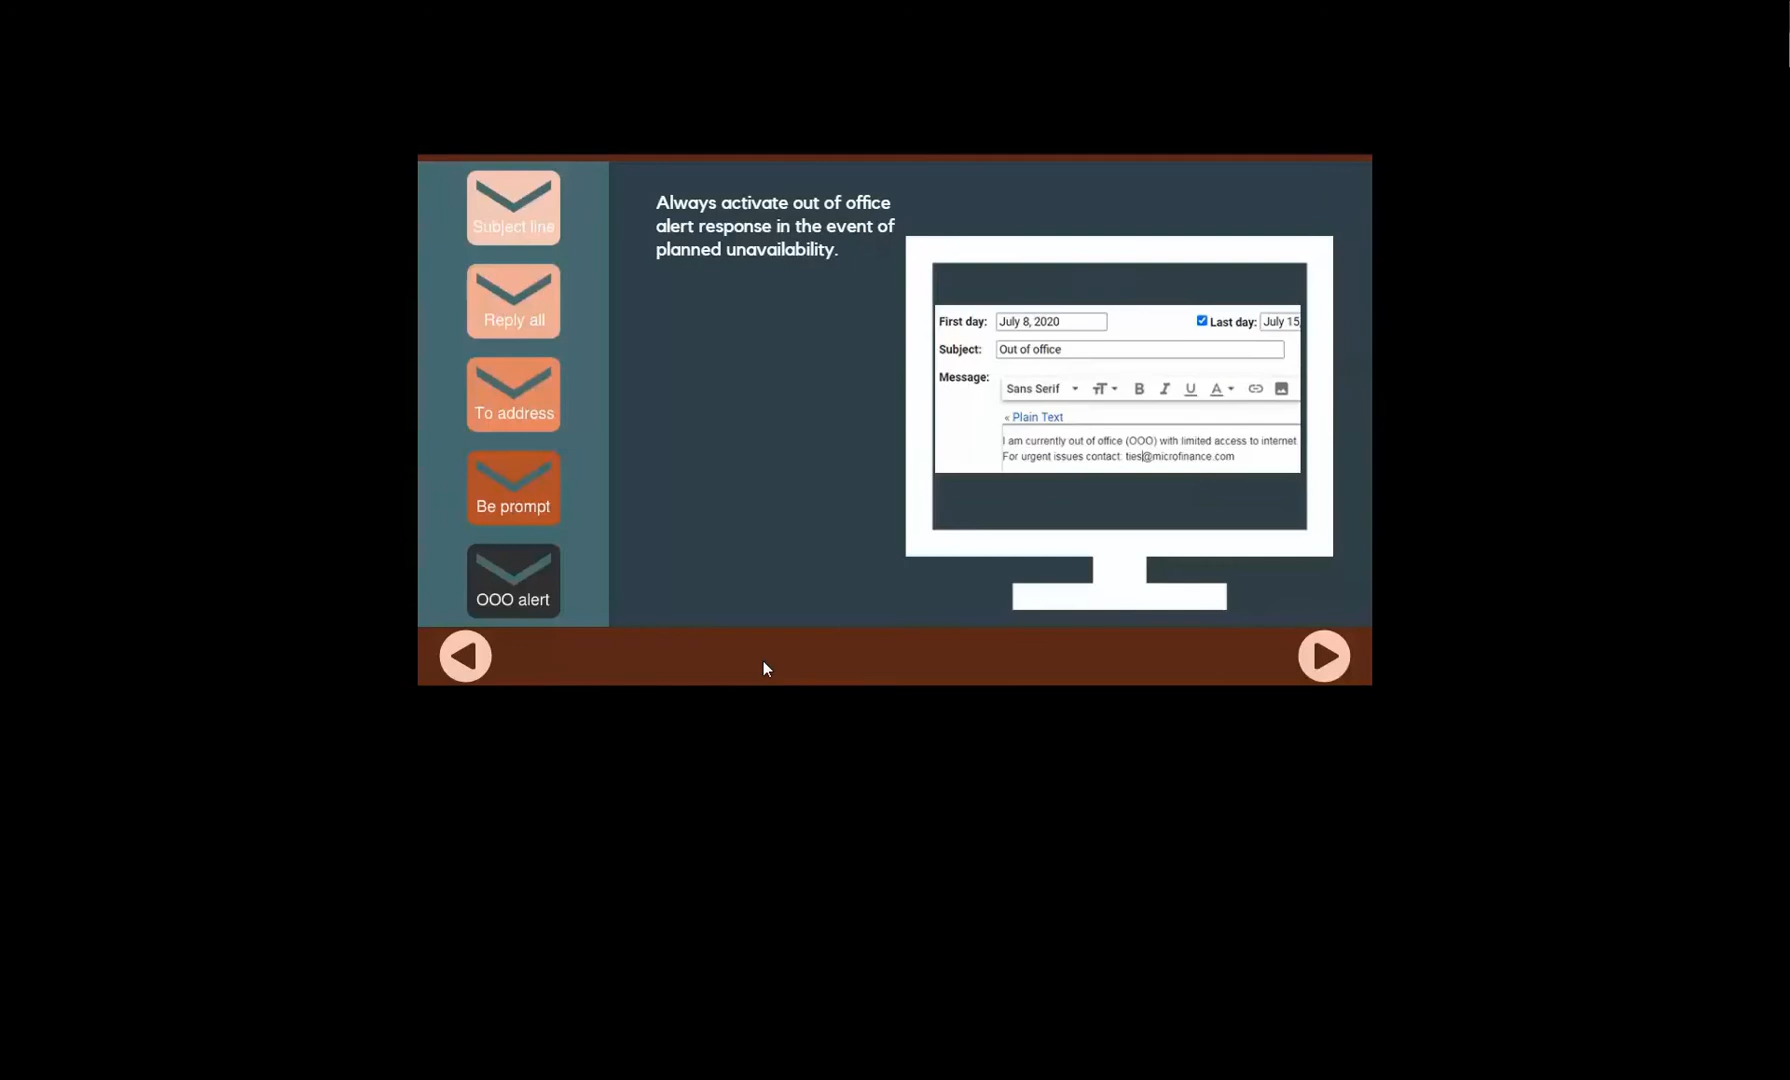 Subject line
Reply all
To address
Be prompt
OOO alert
Always activate out of office
alert response in the event of
planned unavailability.
First day: July 8, 2020 Last day: July 15,
Subject: Out of office
Message:
Sans Serif
« Plain Text
I am currently out of office (OOO) with limited access to internet
For urgent issues contact: ties@microfinance.com